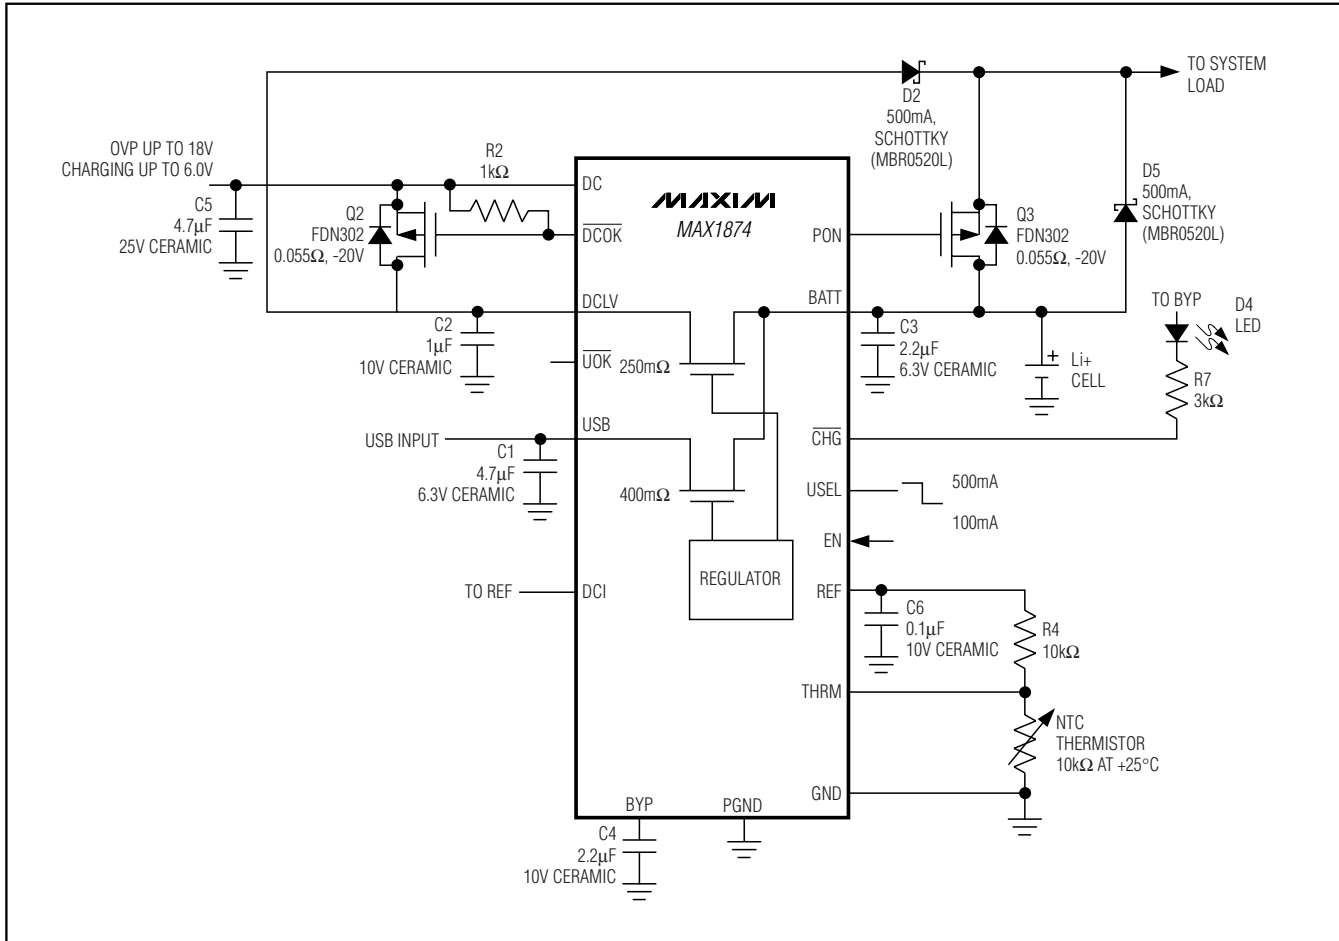 TO SYSTEM
LOAD
D2
500mA,
SCHOTTKY
(MBR0520L)
OVP UP TO 18V
CHARGING UP TO 6.0V
R2
1kΩ
DC
MAXIM
MAX1874
D5
500mA,
SCHOTTKY
(MBR0520L)
C5
4.7µF
25V CERAMIC
Q2
FDN302
0.055Ω, -20V
DCOK
PON
Q3
FDN302
0.055Ω, -20V
DCLV
BATT
TO BYP
D4
LED
C2
1µF
10V CERAMIC
UOK
250mΩ
C3
2.2µF
6.3V CERAMIC
+
Li+
CELL
R7
3kΩ
USB INPUT
USB
CHG
C1
4.7µF
6.3V CERAMIC
400mΩ
USEL
500mA
100mA
EN
REGULATOR
TO REF
DCI
REF
C6
0.1µF
10V CERAMIC
R4
10kΩ
THRM
NTC
THERMISTOR
10kΩ AT +25°C
GND
BYP
PGND
C4
2.2µF
10V CERAMIC